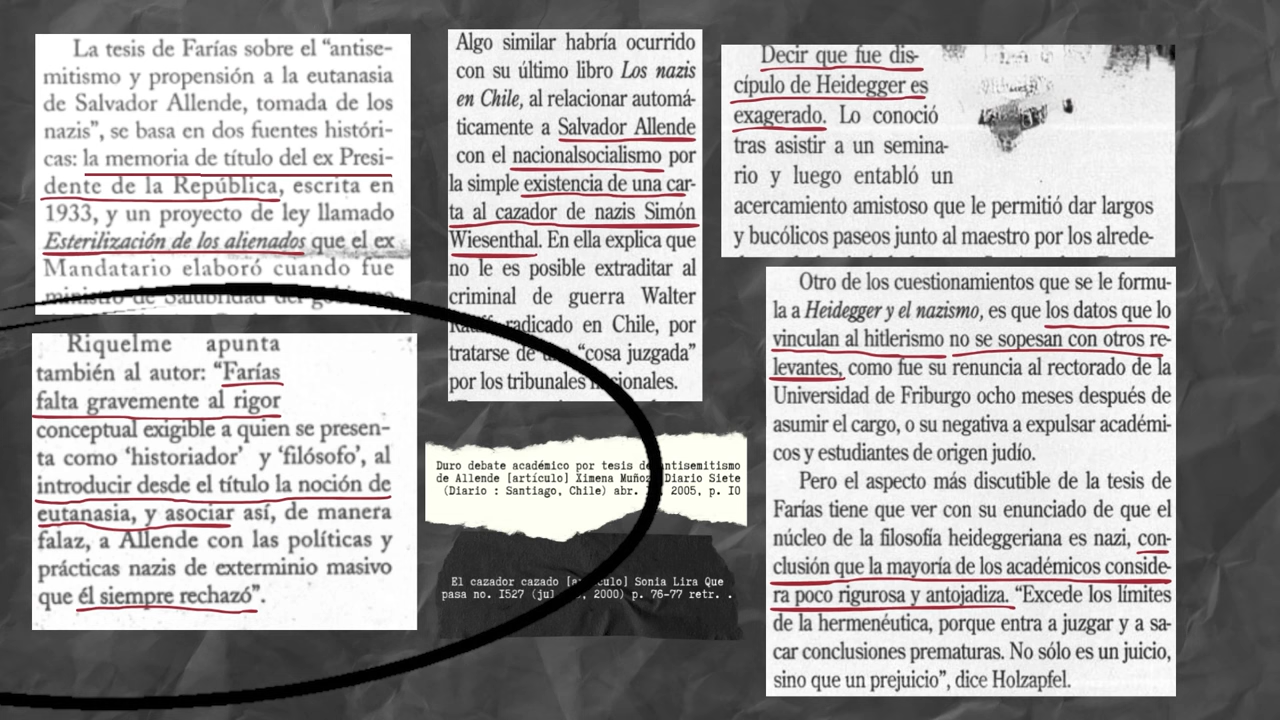 La tesis de Farías sobre el "antise-
mitismo y propensión a la eutanasia
de Salvador Allende, tomada de los
nazis", se basa en dos fuentes históri-
cas: la memoria de título del ex Presi-
dente de la República, escrita en
1933, y un proyecto de ley llamado
Esterilización de los alienados que el ex
Mandatario elaboró cuando fue
ministro de Salubridad del gobierno
Riquelme apunta
también al autor: "Farías
falta gravemente al rigor
conceptual exigible a quien se presen-
ta como 'historiador' y 'filósofo', al
introducir desde el título la noción de
eutanasia, y asociar así, de manera
falaz, a Allende con las políticas y
prácticas nazis de exterminio masivo
que él siempre rechazó".
Algo similar habría ocurrido
con su último libro Los nazis
en Chile, al relacionar automá-
ticamente a Salvador Allende
con el nacionalsocialismo por
la simple existencia de una car-
ta al cazador de nazis Simón
Wiesenthal. En ella explica que
no le es posible extraditar al
criminal de guerra Walter
Rauff, radicado en Chile, por
tratarse de una "cosa juzgada"
por los tribunales nacionales.
Duro debate académico por tesis de antisemitismo
de Allende [artículo] Ximena Muñoz Diario Siete
(Diario : Santiago, Chile) abr. 2005, p. 10
El cazador cazado [artículo] Sonia Lira Que
pasa no. 1527 (jul 2000) p. 76-77 retr. .
Decir que fue dis-
cípulo de Heidegger es
exagerado. Lo conoció
tras asistir a un semina-
rio y luego entabló un
acercamiento amistoso que le permitió dar largos
y bucólicos paseos junto al maestro por los alrede-
Otro de los cuestionamientos que se le formu-
la a Heidegger y el nazismo, es que los datos que lo
vinculan al hitlerismo no se sopesan con otros re-
levantes, como fue su renuncia al rectorado de la
Universidad de Friburgo ocho meses después de
asumir el cargo, o su negativa a expulsar académi-
cos y estudiantes de origen judío.
Pero el aspecto más discutible de la tesis de
Farías tiene que ver con su enunciado de que el
núcleo de la filosofía heideggeriana es nazi, con-
clusión que la mayoría de los académicos conside-
ra poco rigurosa y antojadiza. "Excede los límites
de la hermenéutica, porque entra a juzgar y a sa-
car conclusiones prematuras. No sólo es un juicio,
sino que un prejuicio", dice Holzapfel.